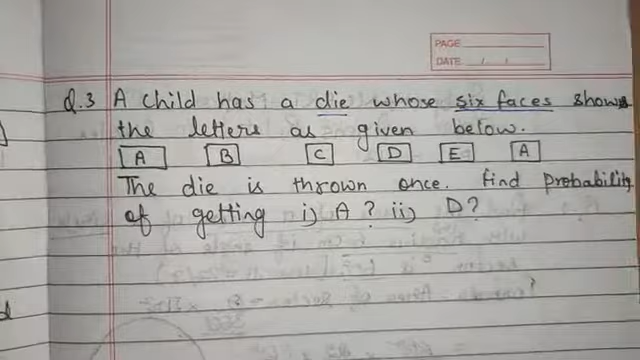 PAGE
DATE / /
Q.3 A child has a die whose six faces shows
the letters as given below.
A B C D E A
The die is thrown once. find probability
of getting i) A ? ii) D?